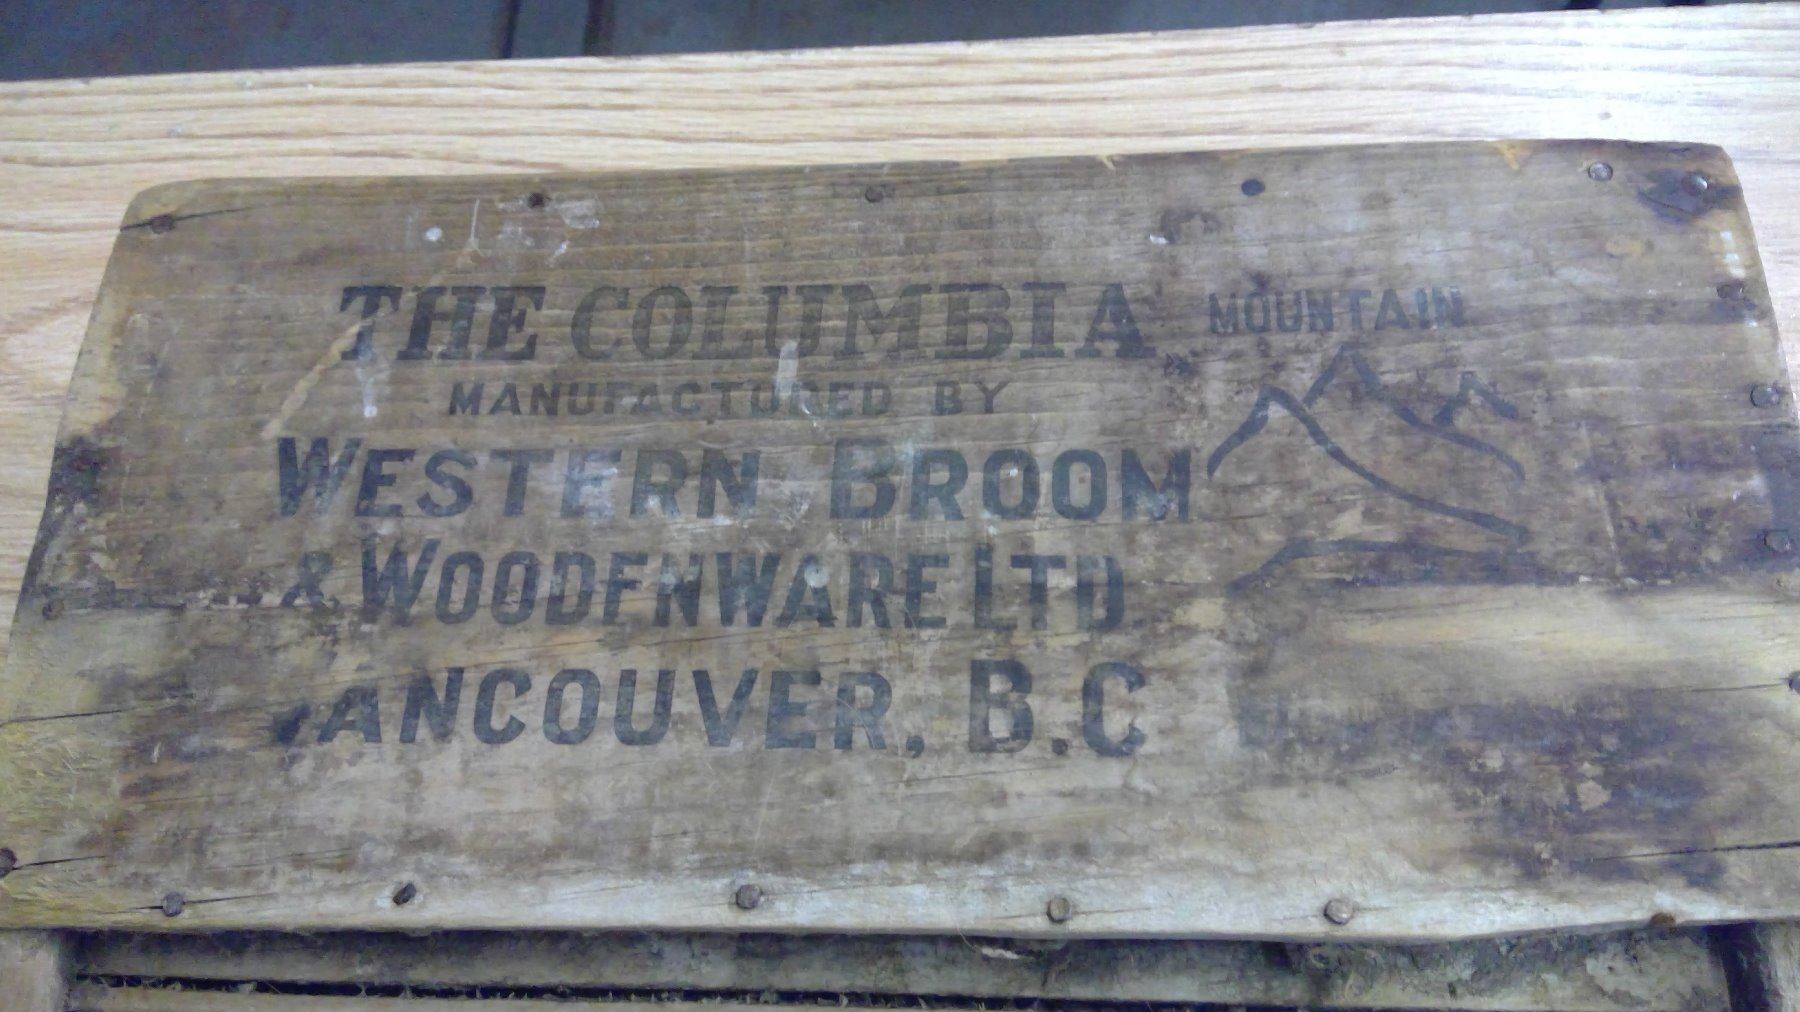 THE COLUMBIA MOUNTAIN
MANUFACTURED BY
WESTERN BROOM
& WOODENWARE LTD.
VANCOUVER, B.C